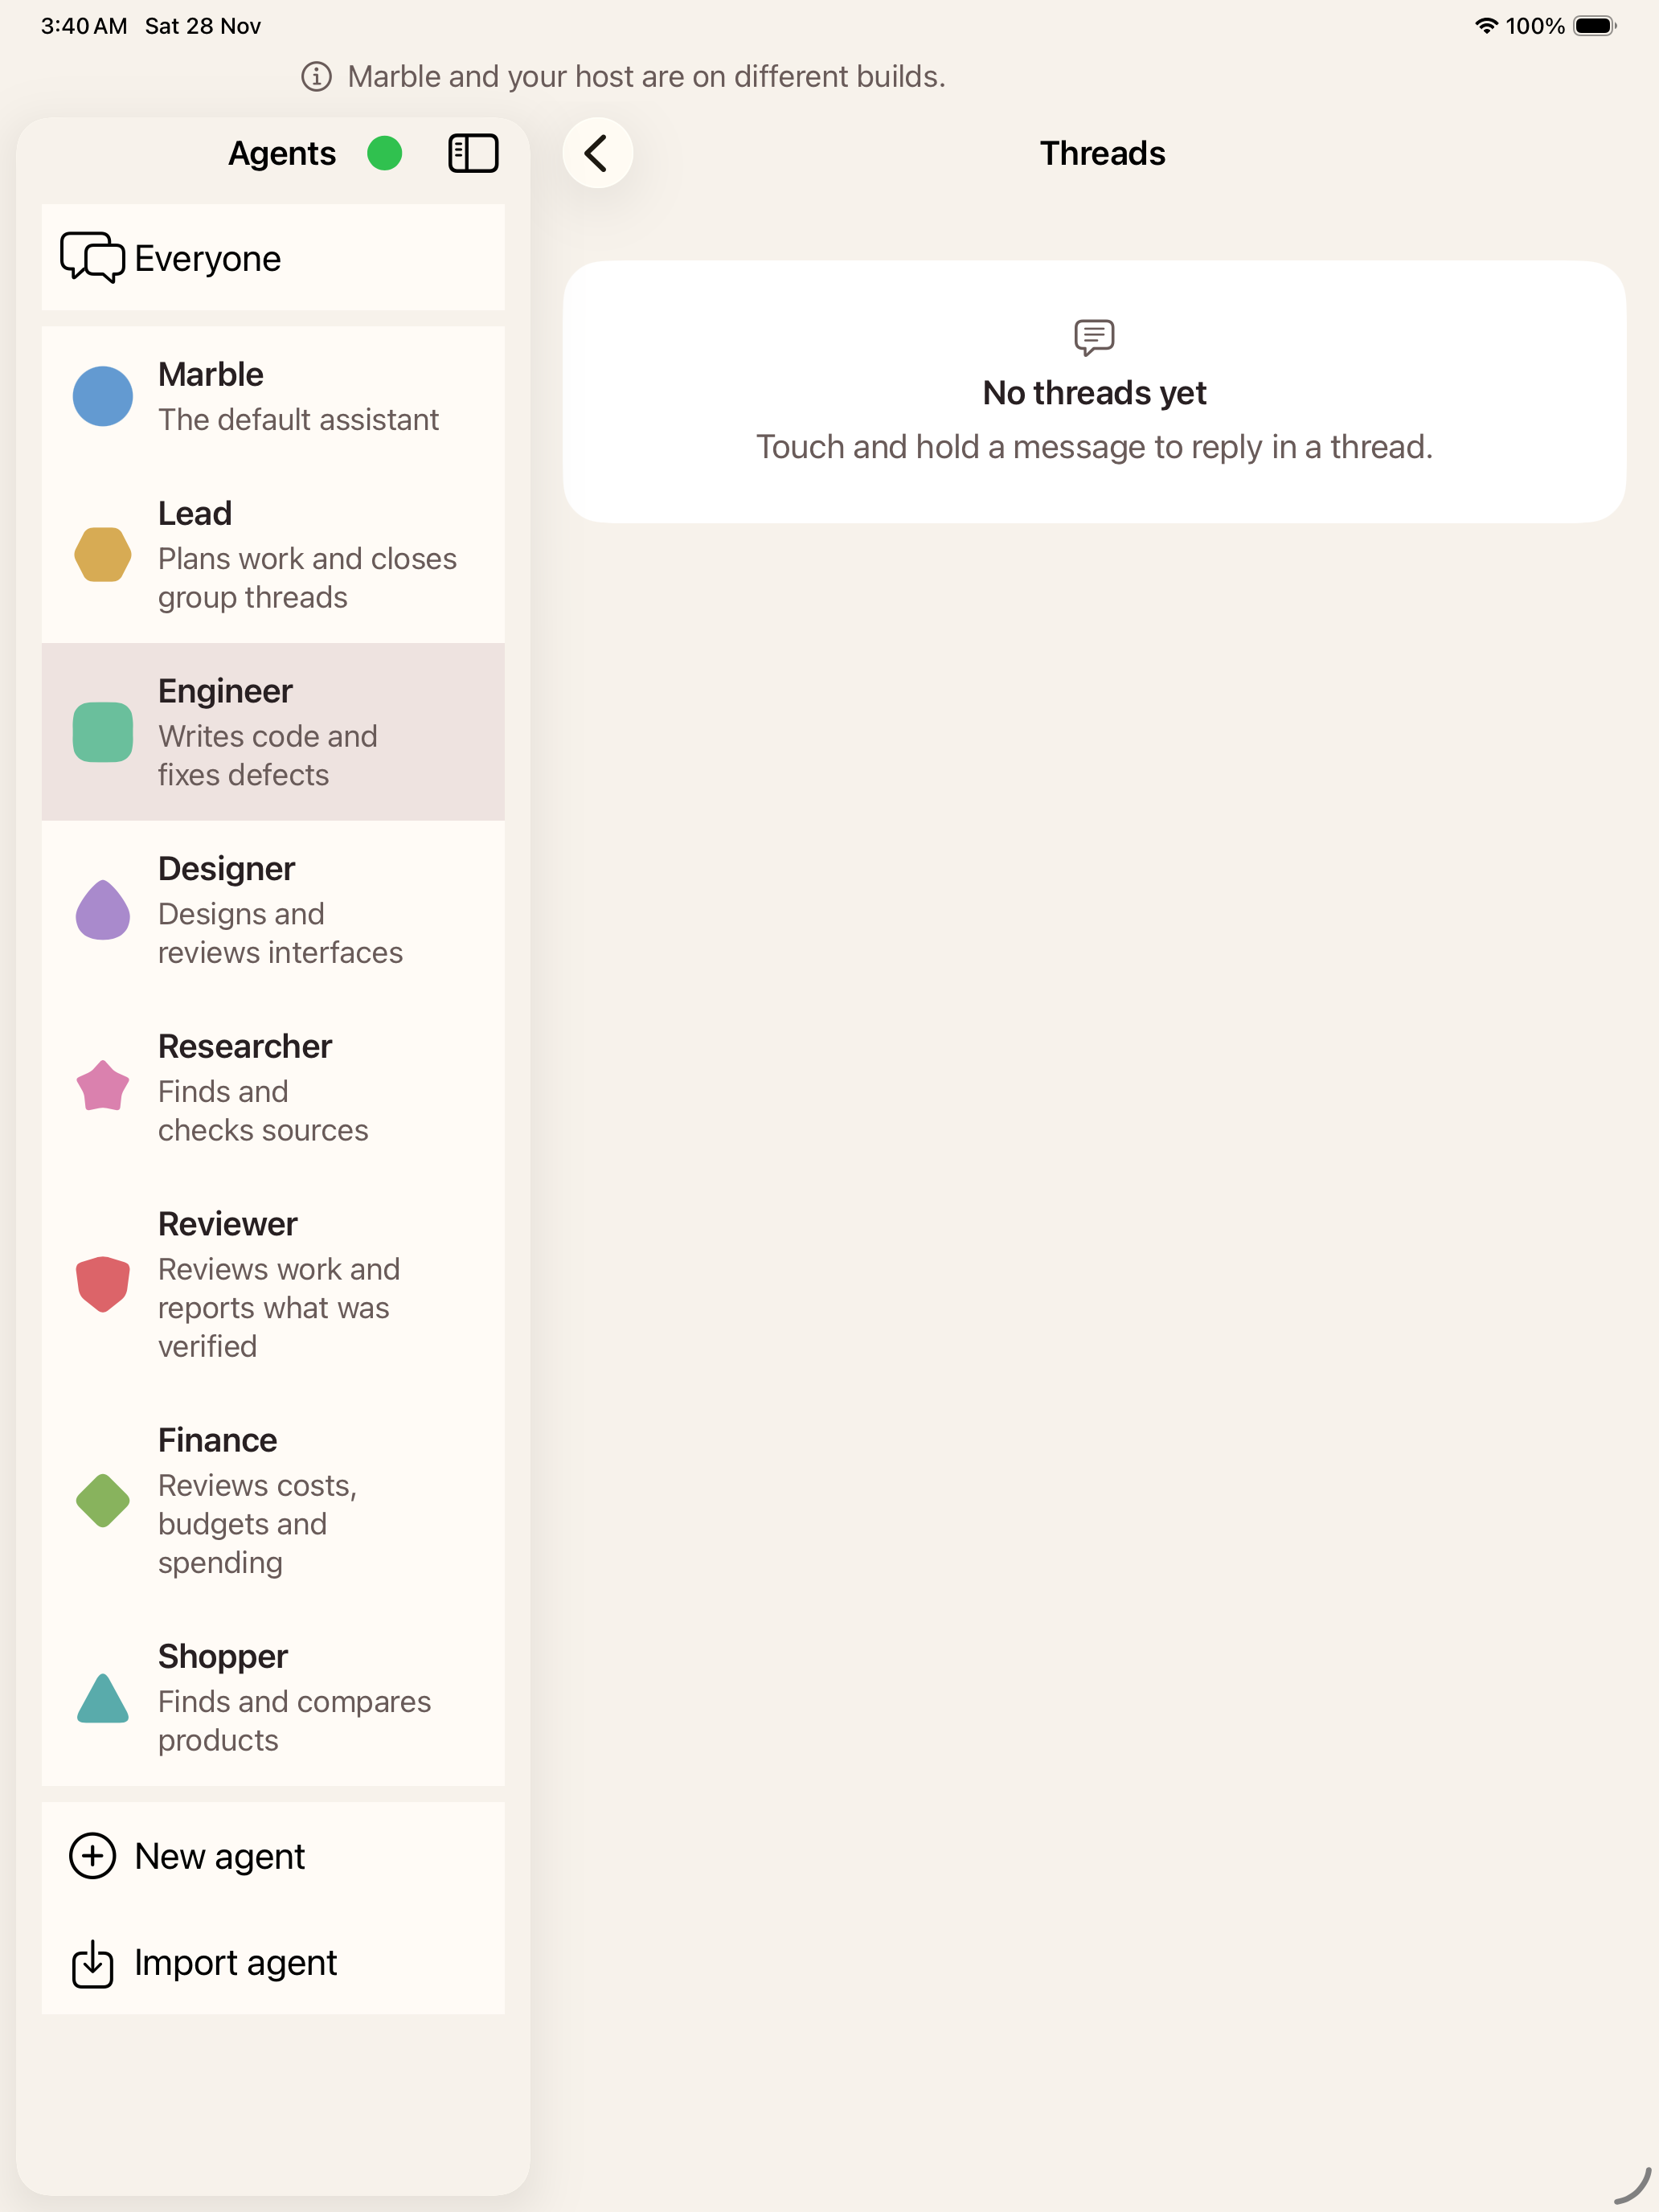 3:40 AM Sat 28 Nov
100%
Marble and your host are on different builds.
Agents
Threads
Everyone
Marble
The default assistant
Lead
Plans work and closes
group threads
Engineer
Writes code and
fixes defects
Designer
Designs and
reviews interfaces
Researcher
Finds and
checks sources
Reviewer
Reviews work and
reports what was
verified
Finance
Reviews costs,
budgets and
spending
Shopper
Finds and compares
products
New agent
Import agent
No threads yet
Touch and hold a message to reply in a thread.